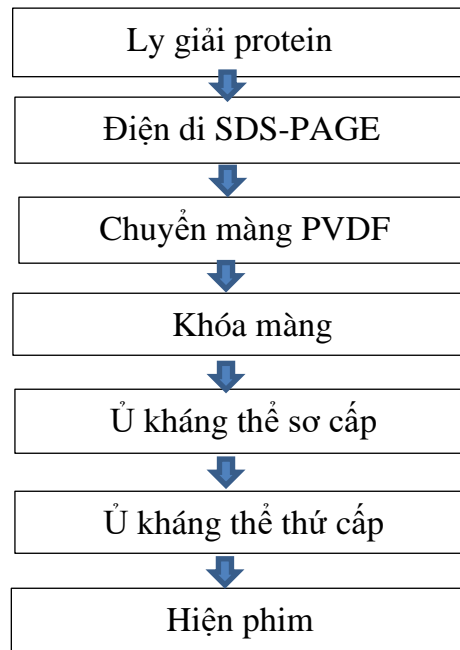 Ly giải protein
Điện di SDS-PAGE
Chuyển màng PVDF
Khóa màng
Ủ kháng thể sơ cấp
Ủ kháng thể thứ cấp
Hiện phim